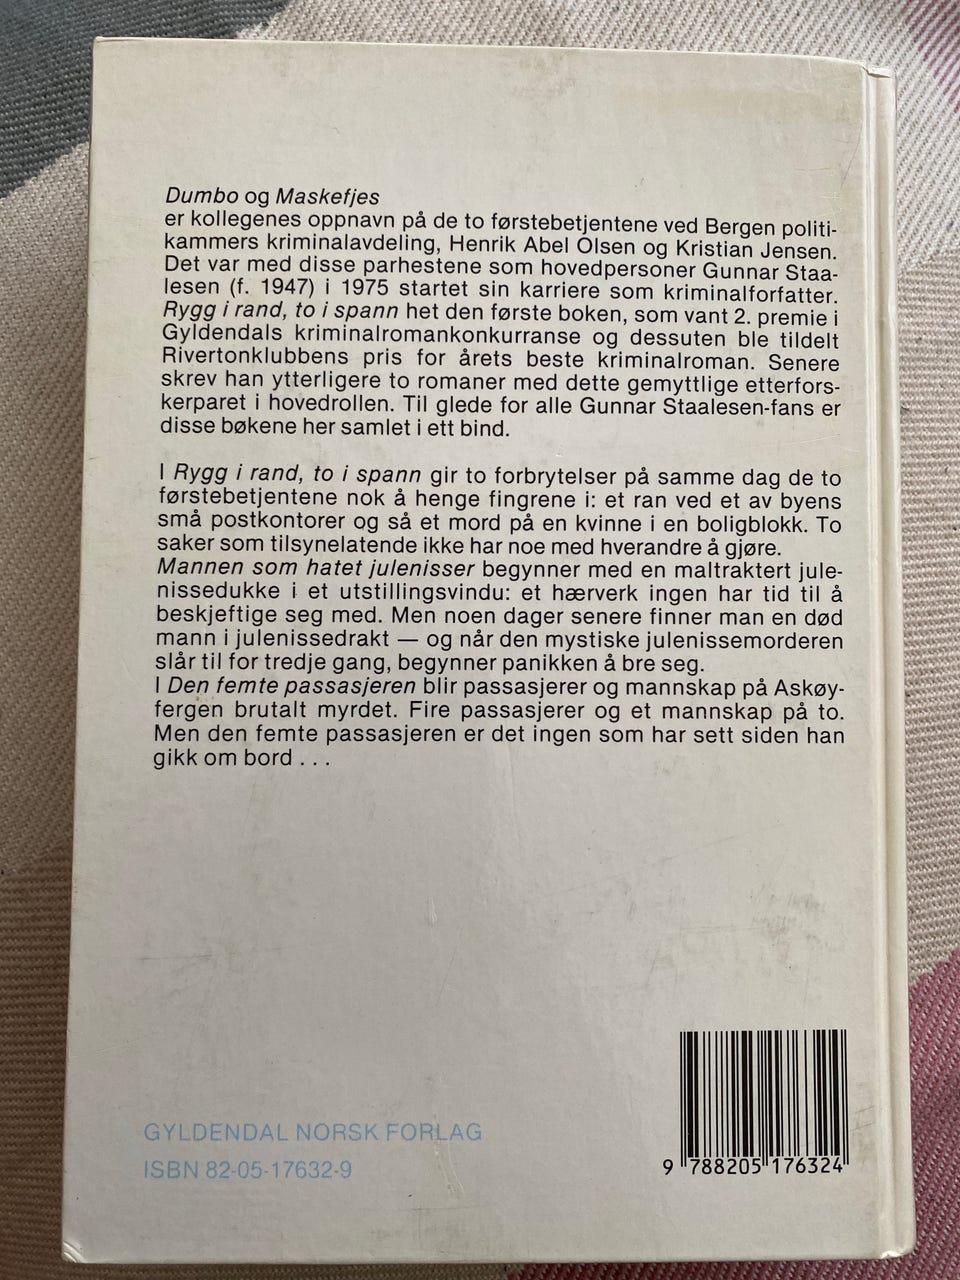 Dumbo og Maskefjes
er kollegenes oppnavn på de to førstebetjentene ved Bergen politi-
kammers kriminalavdeling, Henrik Abel Olsen og Kristian Jensen.
Det var med disse parhestene som hovedpersoner Gunnar Staa-
lesen (f. 1947) i 1975 startet sin karriere som kriminalforfatter.
Rygg i rand, to i spann het den første boken, som vant 2. premie i
Gyldendals kriminalromankonkurranse og dessuten ble tildelt
Rivertonklubbens pris for årets beste kriminalroman. Senere
skrev han ytterligere to romaner med dette gemyttlige etterfors-
kerparet i hovedrollen. Til glede for alle Gunnar Staalesen-fans er
disse bøkene her samlet i ett bind.
I Rygg i rand, to i spann gir to forbrytelser på samme dag de to
førstebetjentene nok å henge fingrene i: et ran ved et av byens
små postkontorer og så et mord på en kvinne i en boligblokk. To
saker som tilsynelatende ikke har noe med hverandre å gjøre.
Mannen som hatet julenisser begynner med en maltraktert jule-
nissedukke i et utstillingsvindu: et hærverk ingen har tid til å
beskjeftige seg med. Men noen dager senere finner man en død
mann i julenissedrakt — og når den mystiske julenissemorderen
slår til for tredje gang, begynner panikken å bre seg.
I Den femte passasjeren blir passasjerer og mannskap på Askøy-
fergen brutalt myrdet. Fire passasjerer og et mannskap på to.
Men den femte passasjeren er det ingen som har sett siden han
gikk om bord . . .
GYLDENDAL NORSK FORLAG
ISBN 82-05-17632-9
9 788205 176324